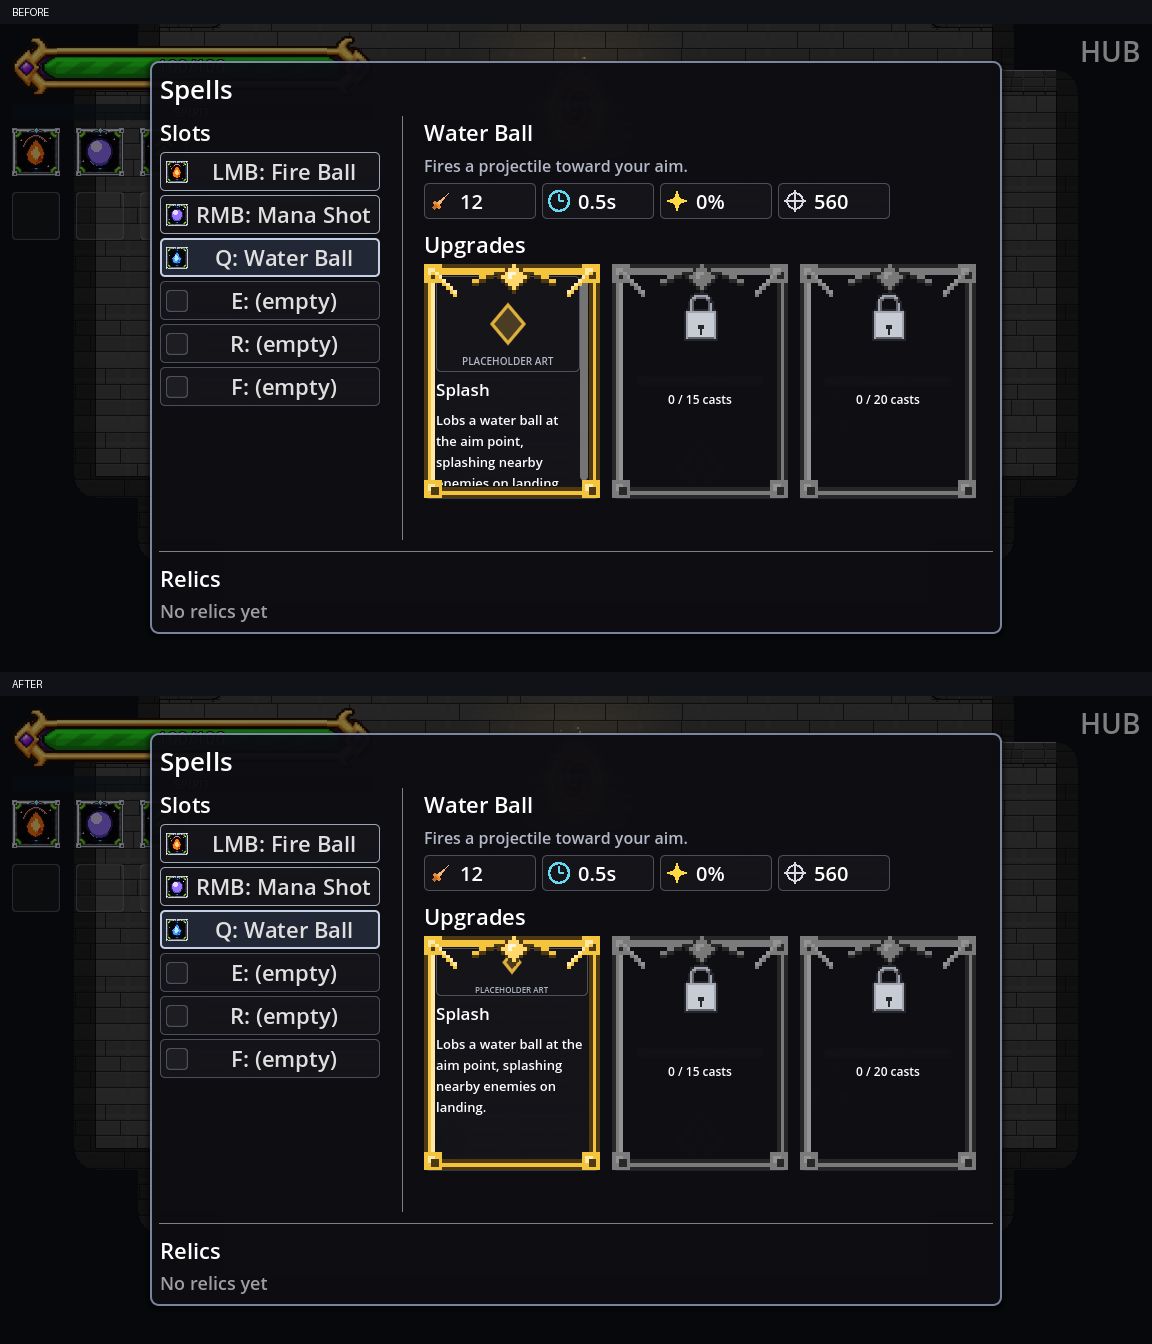 BEFORE
HUB
Spells
Slots
LMB: Fire Ball
RMB: Mana Shot
Q: Water Ball
E: (empty)
R: (empty)
F: (empty)
Water Ball
Fires a projectile toward your aim.
12
0.5s
0%
560
Upgrades
PLACEHOLDER ART
Splash
Lobs a water ball at
the aim point,
splashing nearby
enemies on landing
0 / 15 casts
0 / 20 casts
Relics
No relics yet
AFTER
HUB
Spells
Slots
LMB: Fire Ball
RMB: Mana Shot
Q: Water Ball
E: (empty)
R: (empty)
F: (empty)
Water Ball
Fires a projectile toward your aim.
12
0.5s
0%
560
Upgrades
PLACEHOLDER ART
Splash
Lobs a water ball at the
aim point, splashing
nearby enemies on
landing.
0 / 15 casts
0 / 20 casts
Relics
No relics yet